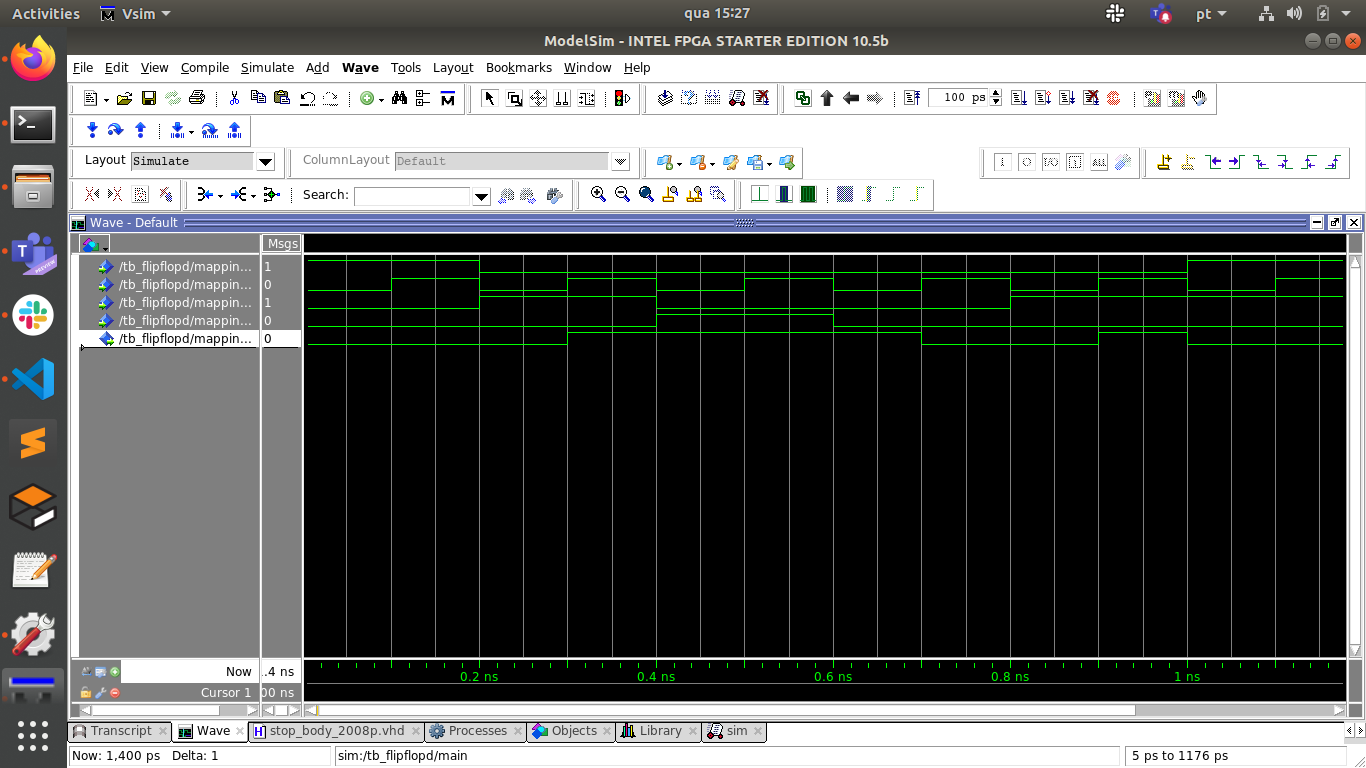 Activities Vsim qua 15:27 pt
ModelSim - INTEL FPGA STARTER EDITION 10.5b
File Edit View Compile Simulate Add Wave Tools Layout Bookmarks Window Help
100 ps
Layout Simulate ColumnLayout Default
Search:
Wave - Default
Msgs
/tb_flipflopd/mappin... 1
/tb_flipflopd/mappin... 0
/tb_flipflopd/mappin... 1
/tb_flipflopd/mappin... 0
/tb_flipflopd/mappin... 0
Now .4 ns 0.2 ns 0.4 ns 0.6 ns 0.8 ns 1 ns
Cursor 1 00 ns
Transcript Wave stop_body_2008p.vhd Processes Objects Library sim
Now: 1,400 ps Delta: 1 sim:/tb_flipflopd/main 5 ps to 1176 ps